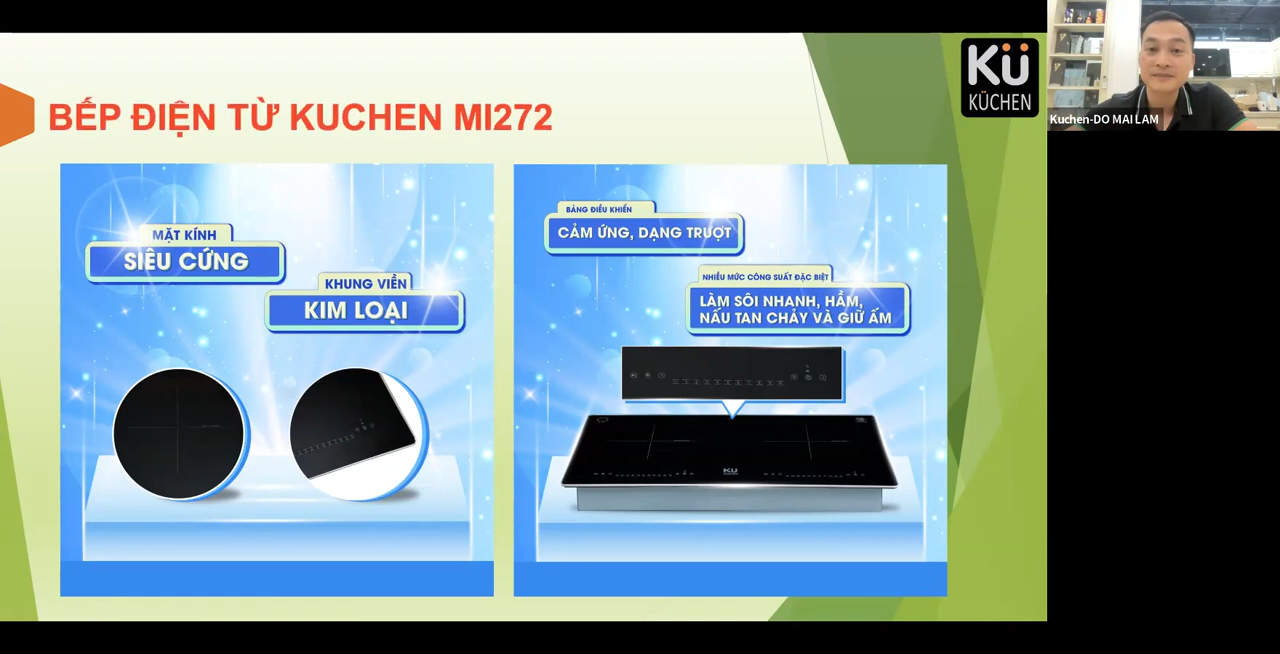 BẾP ĐIỆN TỪ KUCHEN MI272
KÜ
KÜCHEN
Kuchen-DO MAI LAM
MẶT KÍNH
SIÊU CỨNG
KHUNG VIỀN
KIM LOẠI
BẢNG ĐIỀU KHIỂN
CẢM ỨNG, DẠNG TRƯỢT
NHIỀU MỨC CÔNG SUẤT ĐẶC BIỆT
LÀM SÔI NHANH, HẦM,
NẤU TAN CHẢY VÀ GIỮ ẤM
KÜ